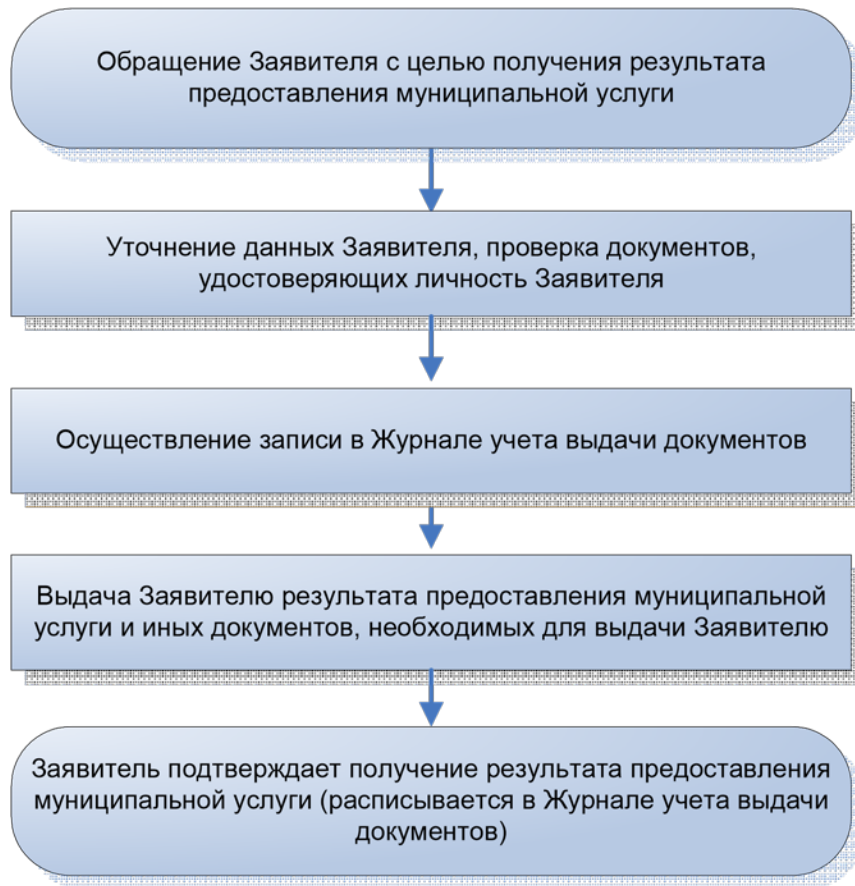 Обращение Заявителя с целью получения результата
предоставления муниципальной услуги
Уточнение данных Заявителя, проверка документов,
удостоверяющих личность Заявителя
Осуществление записи в Журнале учета выдачи документов
Выдача Заявителю результата предоставления муниципальной
услуги и иных документов, необходимых для выдачи Заявителю
Заявитель подтверждает получение результата предоставления
муниципальной услуги (расписывается в Журнале учета выдачи
документов)